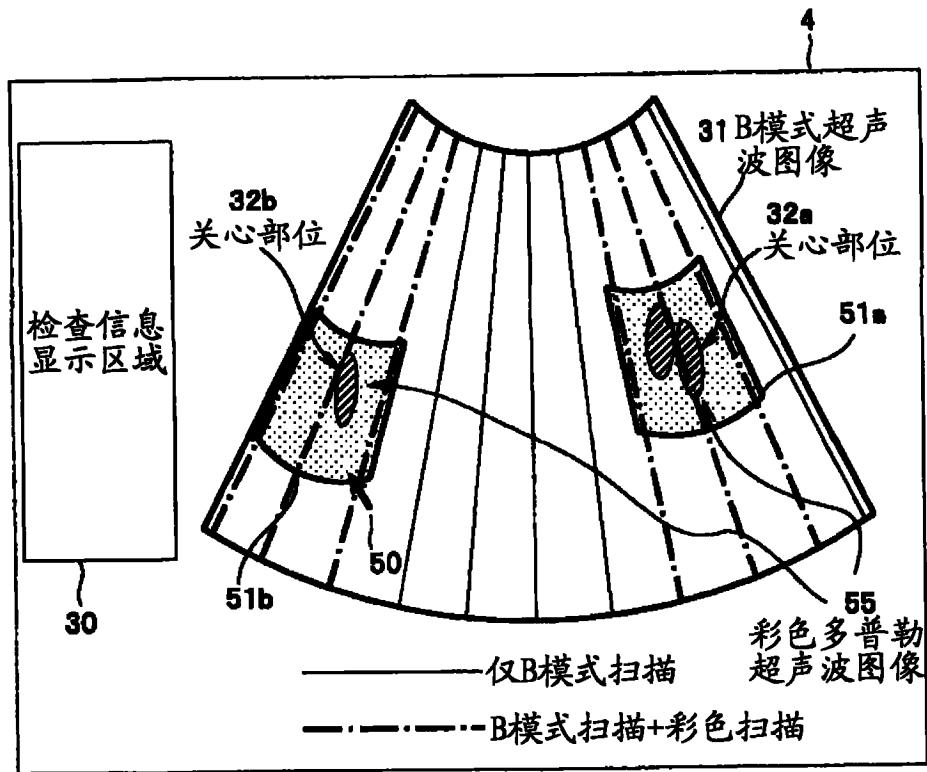 4
31 B模式超声
波图像
32b
关心部位
32a
关心部位
检查信息
显示区域
51a
50
51b
30
55
彩色多普勒
超声波图像
仅B模式扫描
B模式扫描+彩色扫描